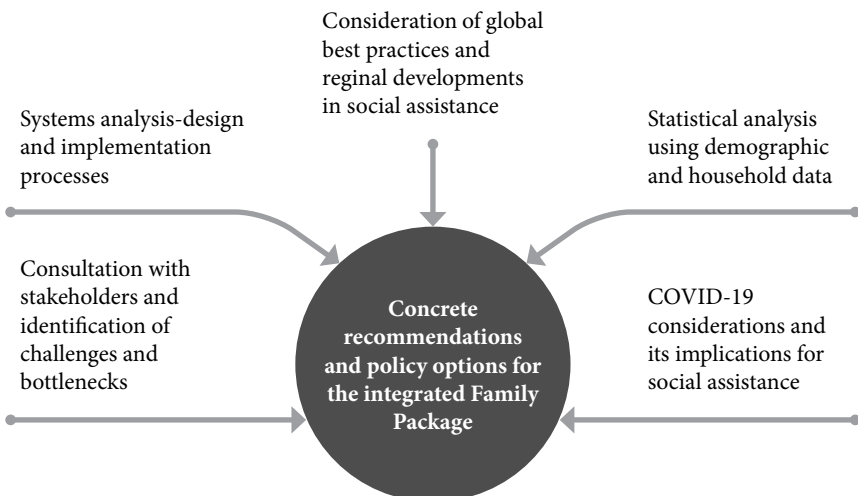 Consideration of global
best practices and
reginal developments
in social assistance
Systems analysis-design
and implementation
processes
Statistical analysis
using demographic
and household data
Consultation with
stakeholders and
identification of
challenges and
bottlenecks
Concrete
recommendations
and policy options for
the integrated Family
Package
COVID-19
considerations and
its implications for
social assistance